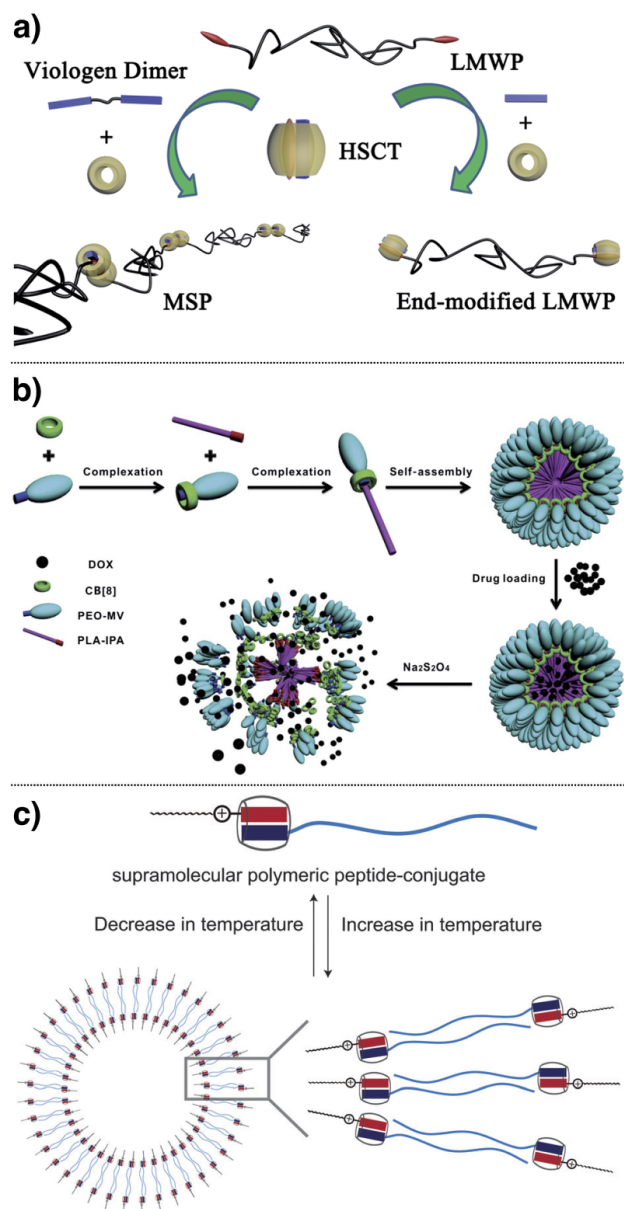 a)
LMWP
Viologen Dimer
+
HSCT
+
MSP
End-modified LMWP
b)
+
+
Complexation
Complexation
Self-assembly
DOX
CB[8]
PEO-MV
PLA-IPA
Drug loading
Na₂S₂O₄
c)
+
supramolecular polymeric peptide-conjugate
Decrease in temperature
Increase in temperature
+
+
+
+
+
+